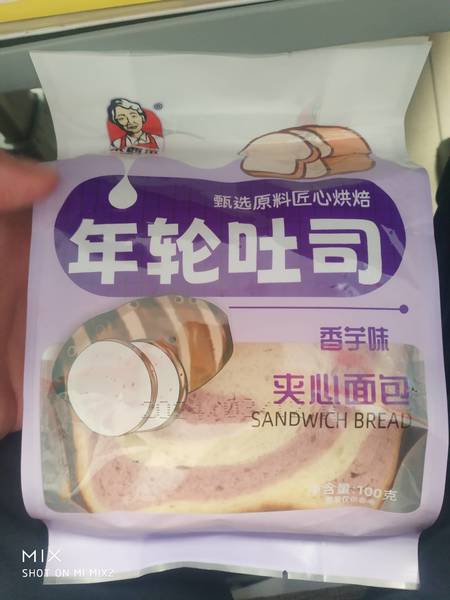 ®
甄选原料匠心烘焙
年轮吐司
香芋味
夹心面包
SANDWICH BREAD
净含量:100克
MIX
SHOT ON MI MIX2